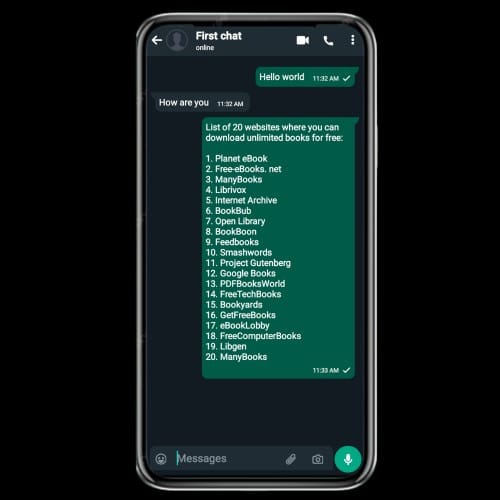 First chat
online
Hello world 11:32 AM
How are you 11:32 AM
List of 20 websites where you can
download unlimited books for free:
1. Planet eBook
2. Free-eBooks. net
3. ManyBooks
4. Librivox
5. Internet Archive
6. BookBub
7. Open Library
8. BookBoon
9. Feedbooks
10. Smashwords
11. Project Gutenberg
12. Google Books
13. PDFBooksWorld
14. FreeTechBooks
15. Bookyards
16. GetFreeBooks
17. eBookLobby
18. FreeComputerBooks
19. Libgen
20. ManyBooks
11:33 AM
Messages